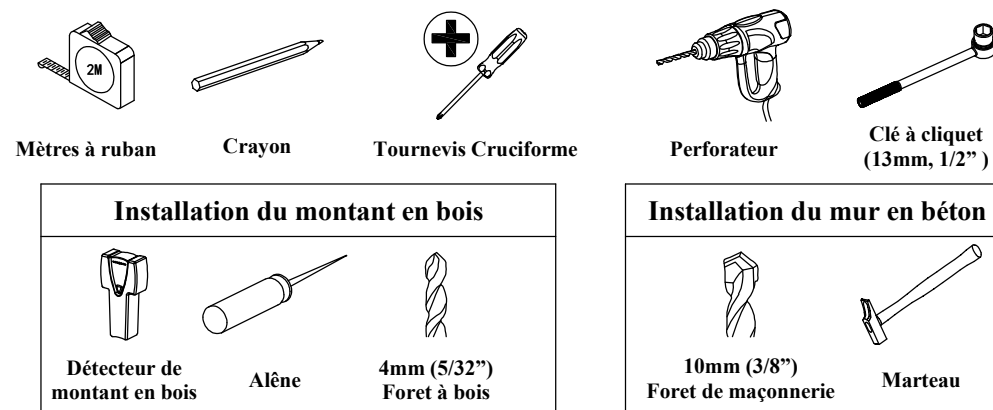 2M
Mètres à ruban
Crayon
Tournevis Cruciforme
Perforateur
Clé à cliquet
(13mm, 1/2” )
Installation du montant en bois
Détecteur de
montant en bois
Alêne
4mm (5/32”)
Foret à bois
Installation du mur en béton
10mm (3/8”)
Foret de maçonnerie
Marteau